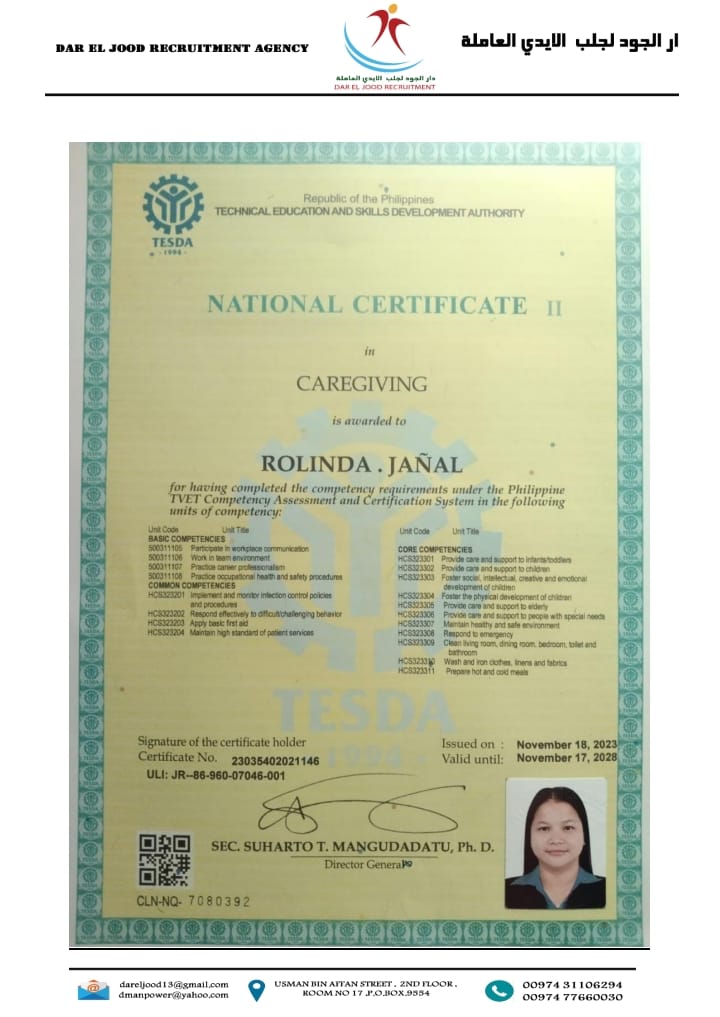 DAR EL JOOD RECRUITMENT AGENCY
ار الجود لجلب الايدي العاملة
دار الجود لجلب الايدي العاملة
DAR EL JOOD RECRUITMENT
TESDA
- 1994 -
Republic of the Philippines
TECHNICAL EDUCATION AND SKILLS DEVELOPMENT AUTHORITY
NATIONAL CERTIFICATE II
in
CAREGIVING
is awarded to
ROLINDA . JAÑAL
for having completed the competency requirements under the Philippine
TVET Competency Assessment and Certification System in the following
units of competency:
Unit Code Unit Title
BASIC COMPETENCIES
500311105 Participate in workplace communication
500311106 Work in team environment
500311107 Practice career professionalism
500311108 Practice occupational health and safety procedures
COMMON COMPETENCIES
HCS323201 Implement and monitor infection control policies
and procedures
HCS323202 Respond effectively to difficult/challenging behavior
HCS323203 Apply basic first aid
HCS323204 Maintain high standard of patient services
Unit Code Unit Title
CORE COMPETENCIES
HCS323301 Provide care and support to infants/toddlers
HCS323302 Provide care and support to children
HCS323303 Foster social, intellectual, creative and emotional
development of children
HCS323304 Foster the physical development of children
HCS323305 Provide care and support to elderly
HCS323306 Provide care and support to people with special needs
HCS323307 Maintain healthy and safe environment
HCS323308 Respond to emergency
HCS323309 Clean living room, dining room, bedroom, toilet and
bathroom
HCS323310 Wash and iron clothes, linens and fabrics
HCS323311 Prepare hot and cold meals
TESDA
- 1994 -
Signature of the certificate holder
Certificate No. 23035402021146
ULI: JR--86-960-07046-001
Issued on : November 18, 2023
Valid until: November 17, 2028
SEC. SUHARTO T. MANGUDADATU, Ph. D.
Director General
CLN-NQ- 7080392
dareljood13@gmail.com
dmanpower@yahoo.com
USMAN BIN AFFAN STREET , 2ND FLOOR ,
ROOM NO 17 ,P.O.BOX,9554
00974 31106294
00974 77660030